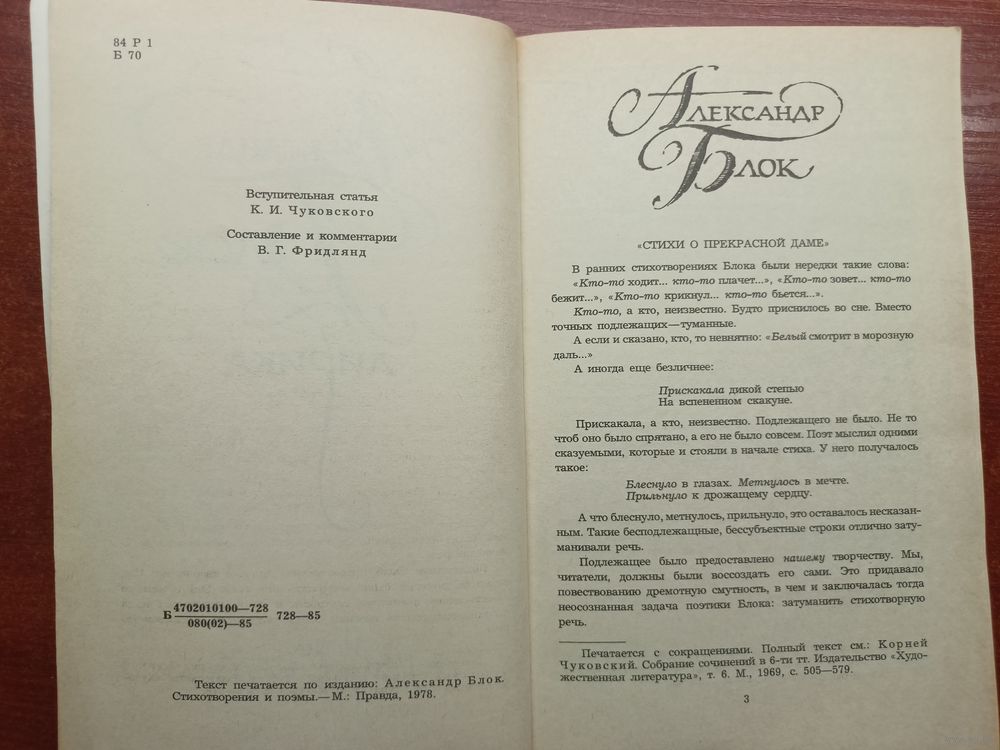 84 Р 1
Б 70
Вступительная статья
К. И. Чуковского
Составление и комментарии
В. Г. Фридлянд
Б 4702010100—728 728—85
080(02)—85
Текст печатается по изданию: Александр Блок.
Стихотворения и поэмы.— М.: Правда, 1978.
Александр
Блок
«СТИХИ О ПРЕКРАСНОЙ ДАМЕ»
В ранних стихотворениях Блока были нередки такие слова:
«Кто-то ходит... кто-то плачет...», «Кто-то зовет... кто-то
бежит...», «Кто-то крикнул... кто-то бьется...».
Кто-то, а кто, неизвестно. Будто приснилось во сне. Вместо
точных подлежащих—туманные.
А если и сказано, кто, то невнятно: «Белый смотрит в морозную
даль...»
А иногда еще безличнее:
Прискакала дикой степью
На вспененном скакуне.
Прискакала, а кто, неизвестно. Подлежащего не было. Не то
чтоб оно было спрятано, а его не было совсем. Поэт мыслил одними
сказуемыми, которые и стояли в начале стиха. У него получалось
такое:
Блеснуло в глазах. Метнулось в мечте.
Прильнуло к дрожащему сердцу.
А что блеснуло, метнулось, прильнуло, это оставалось несказан-
ным. Такие бесподлежащные, бессубъектные строки отлично зату-
манивали речь.
Подлежащее было предоставлено нашему творчеству. Мы,
читатели, должны были воссоздать его сами. Это придавало
повествованию дремотную смутность, в чем и заключалась тогда
неосознанная задача поэтики Блока: затуманить стихотворную
речь.
Печатается с сокращениями. Полный текст см.: Корней
Чуковский. Собрание сочинений в 6-ти тт. Издательство «Худо-
жественная литература», т. 6. М., 1969, с. 505—579.
3